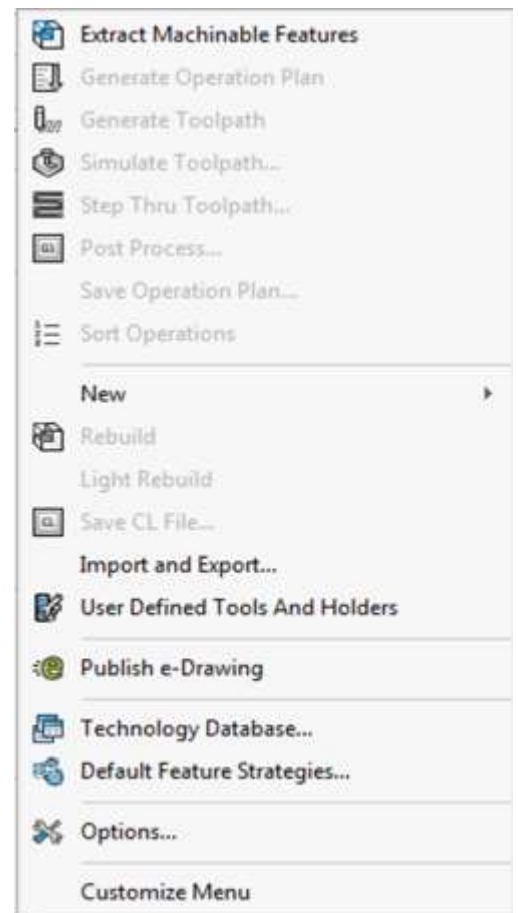 Extract Machinable Features
Generate Operation Plan
Generate Toolpath
Simulate Toolpath...
Step Thru Toolpath...
Post Process...
Save Operation Plan...
Sort Operations
New
Rebuild
Light Rebuild
Save CL File...
Import and Export...
User Defined Tools And Holders
Publish e-Drawing
Technology Database...
Default Feature Strategies...
Options...
Customize Menu